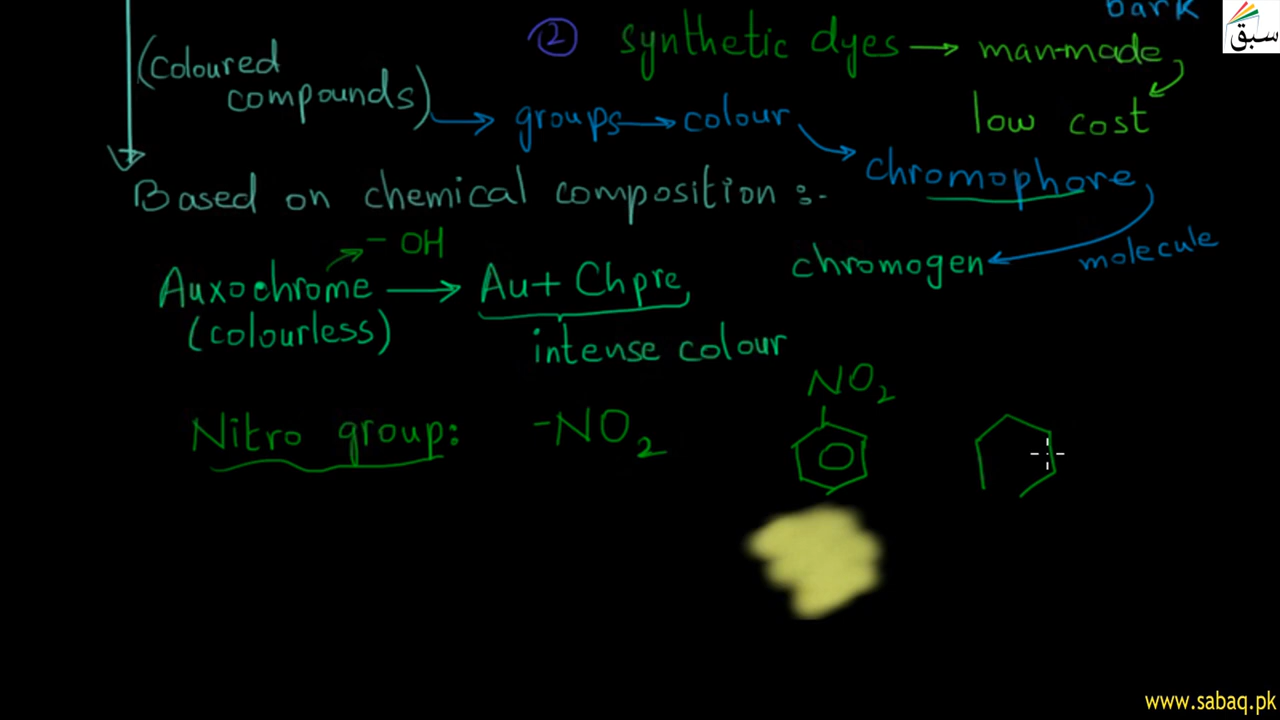 bark
سبق
② synthetic dyes → man-made
low cost
(coloured
compounds) → groups → colour
chromophore
Based on chemical composition :-
molecule
chromogen
- OH
Auxochrome → Au + Chpre
(colourless)
intense colour
Nitro group: -NO₂
NO₂
www.sabaq.pk